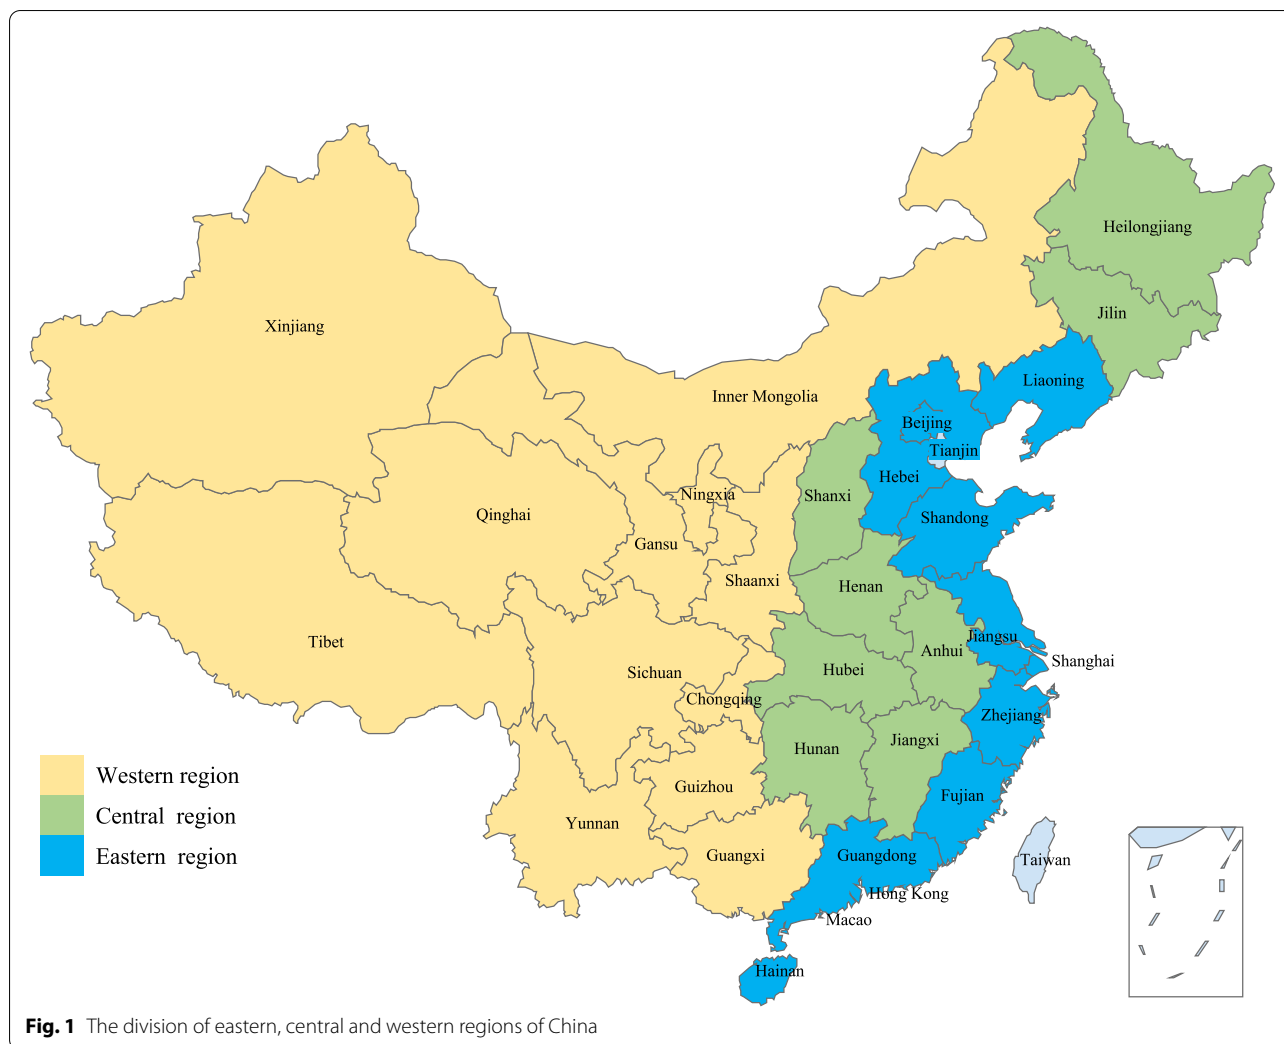 Heilongjiang
Jilin
Xinjiang
Liaoning
Inner Mongolia
Beijing
Tianjin
Hebei
Ningxia
Shanxi
Qinghai
Shandong
Gansu
Shaanxi
Henan
Tibet
Jiangsu
Anhui
Shanghai
Sichuan
Hubei
Chongqing
Zhejiang
Jiangxi
Hunan
Western region
Guizhou
Fujian
Central region
Yunnan
Eastern region
Guangxi
Guangdong
Taiwan
Hong Kong
Macao
Hainan
Fig. 1 The division of eastern, central and western regions of China